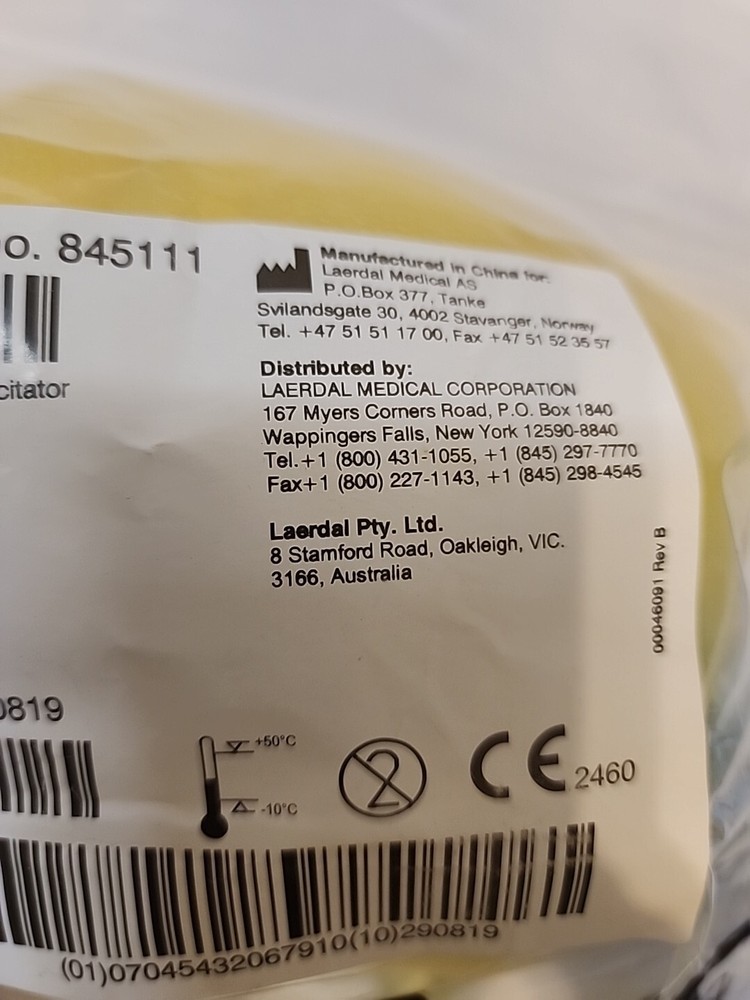 o. 845111
citator
Manufactured in China for:
Laerdal Medical AS
P.O.Box 377, Tanke
Svilandsgate 30, 4002 Stavanger, Norway
Tel. +47 51 51 17 00, Fax +47 51 52 35 57
Distributed by:
LAERDAL MEDICAL CORPORATION
167 Myers Corners Road, P.O. Box 1840
Wappingers Falls, New York 12590-8840
Tel.+1 (800) 431-1055, +1 (845) 297-7770
Fax+1 (800) 227-1143, +1 (845) 298-4545
Laerdal Pty. Ltd.
8 Stamford Road, Oakleigh, VIC.
3166, Australia
00046091 Rev B
0819
+50°C
-10°C
2
CE 2460
(01)07045432067910(10)290819